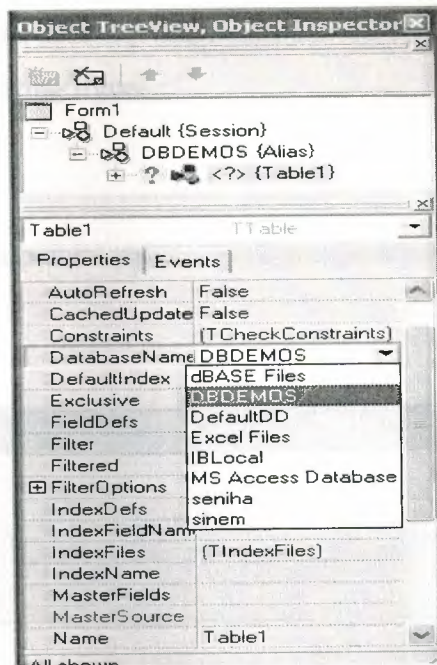 Object TreeView, Object Inspector
Form1
Default {Session}
DBDEMOS {Alias}
<?> {Table1}
Table1 TTable
Properties Events
AutoRefresh False
CachedUpdate False
Constraints (TCheckConstraints)
DatabaseName DBDEMOS
DefaultIndex dBASE Files
Exclusive DBDEMOS
FieldDefs DefaultDD
Filter Excel Files
Filtered IBLocal
FilterOptions MS Access Database
IndexDefs seniha
IndexFieldNam sinem
IndexFiles (TIndexFiles)
IndexName
MasterFields
MasterSource
Name Table1
All shown